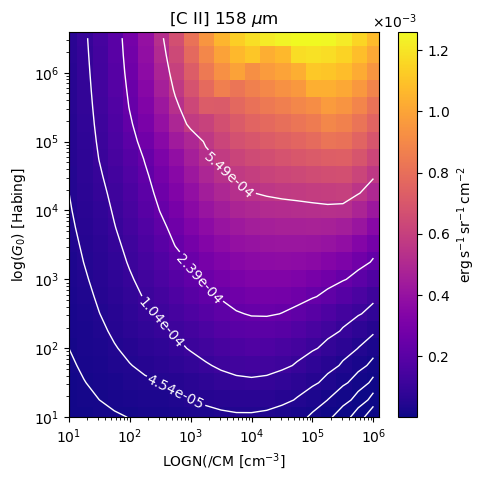 [C II] 158 μm
×10⁻³
log(G₀) [Habing]
10⁶
10⁵
10⁴
10³
10²
10¹
5.49e-04
2.39e-04
1.04e-04
4.54e-05
10¹ 10² 10³ 10⁴ 10⁵ 10⁶
LOGN(/CM [cm⁻³]
1.2
1.0
0.8
0.6
0.4
0.2
erg s⁻¹ sr⁻¹ cm⁻²